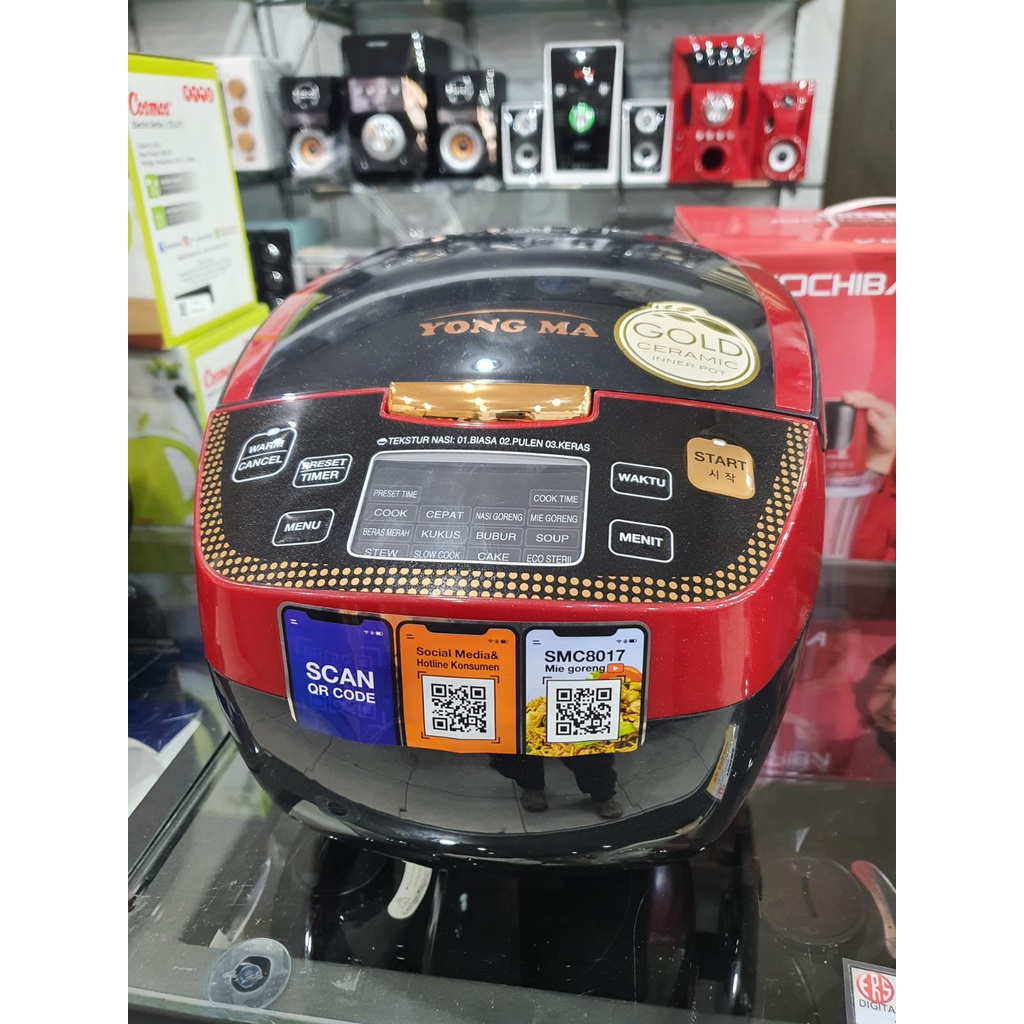 Cosmos
YONG MA
GOLD
CERAMIC
INNER POT
OCHIBA
TEKSTUR NASI: 01.BIASA 02.PULEN 03.KERAS
WARM
CANCEL
PRESET
TIMER
MENU
PRESET TIME
COOK TIME
COOK CEPAT NASI GORENG MIE GORENG
BERAS MERAH KUKUS BUBUR SOUP
STEW SLOW COOK CAKE ECO STERIL
WAKTU
MENIT
START
시작
SCAN
QR CODE
Social Media&
Hotline Konsumen
SMC8017
Mie goreng
ERS
DIGITA